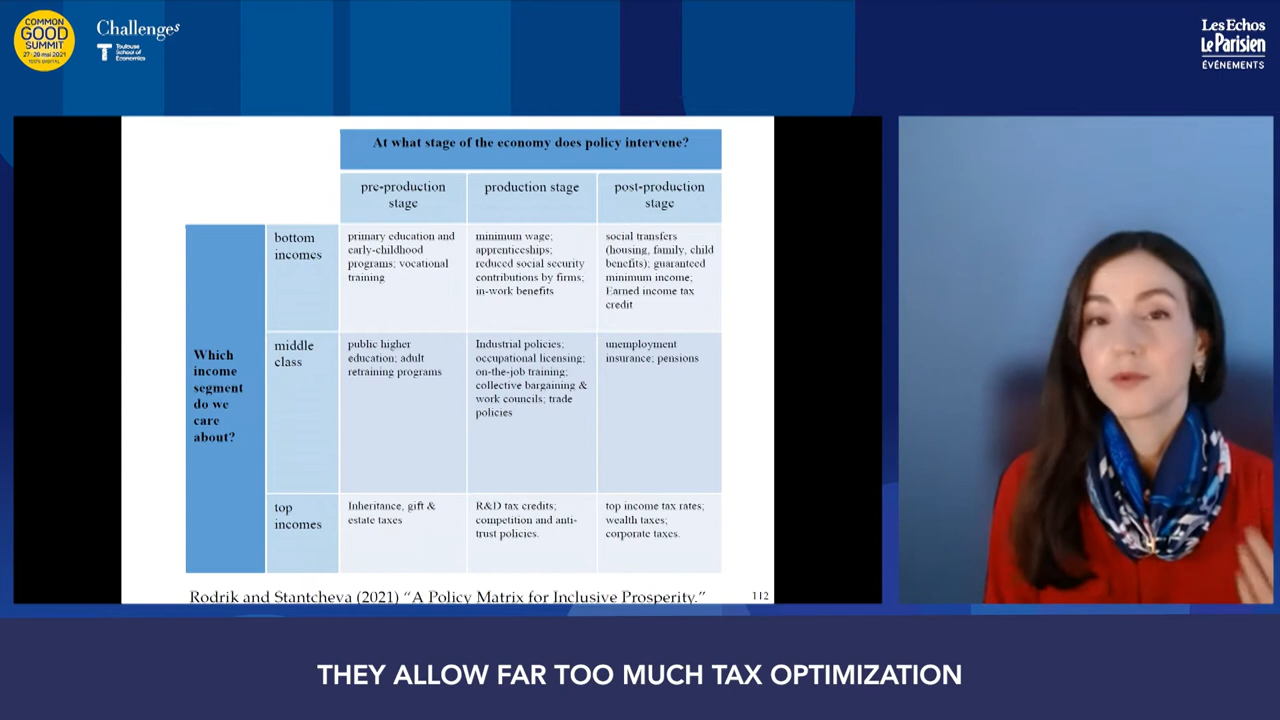 COMMON
GOOD
SUMMIT
27-28 mai 2021
100% DIGITAL
Challenges
Toulouse
School of
Economics
Les Echos
Le Parisien
ÉVÉNEMENTS
At what stage of the economy does policy intervene?
pre-production
stage
production stage
post-production
stage
Which
income
segment
do we
care
about?
bottom
incomes
primary education and
early-childhood
programs; vocational
training
minimum wage;
apprenticeships;
reduced social security
contributions by firms;
in-work benefits
social transfers
(housing, family, child
benefits); guaranteed
minimum income;
Earned income tax
credit
middle
class
public higher
education; adult
retraining programs
Industrial policies;
occupational licensing;
on-the-job training;
collective bargaining &
work councils; trade
policies
unemployment
insurance; pensions
top
incomes
Inheritance, gift &
estate taxes
R&D tax credits;
competition and anti-
trust policies.
top income tax rates;
wealth taxes;
corporate taxes.
Rodrik and Stantcheva (2021) “A Policy Matrix for Inclusive Prosperity.”
112
THEY ALLOW FAR TOO MUCH TAX OPTIMIZATION